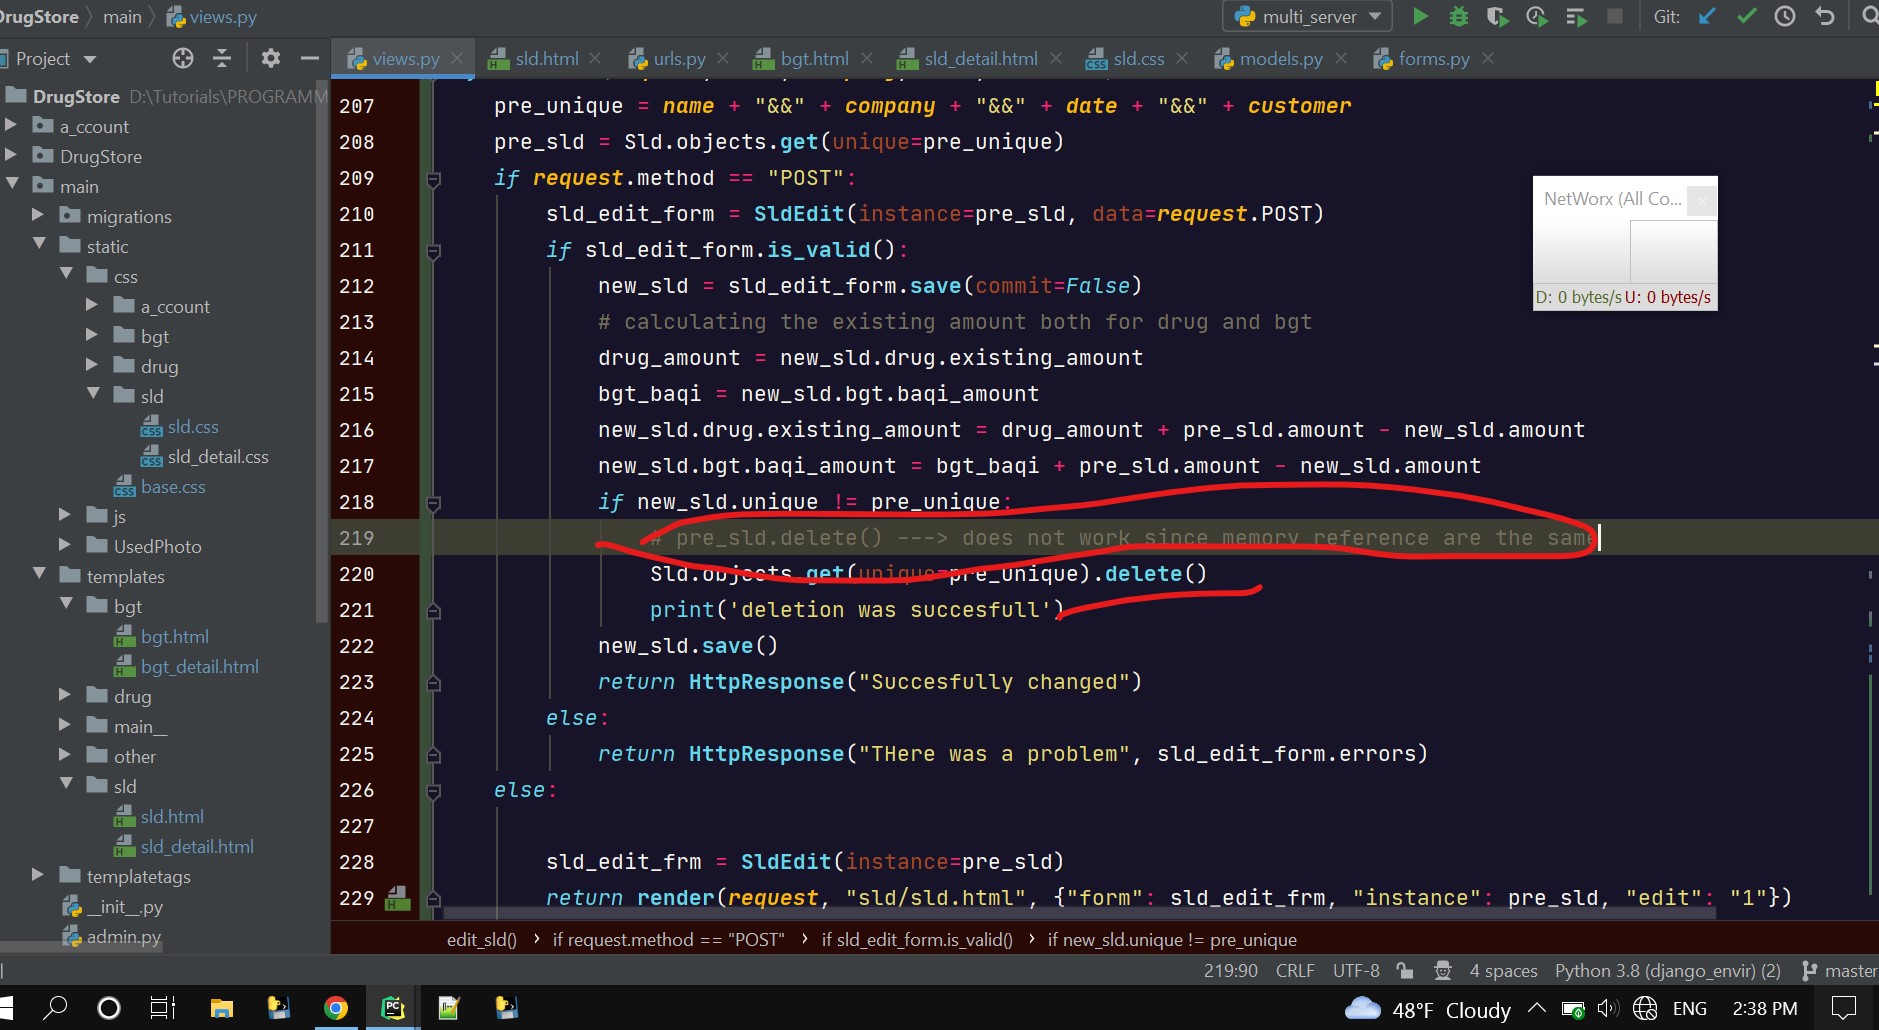 DrugStore main views.py
multi_server Git:
Project
views.py sld.html urls.py bgt.html sld_detail.html sld.css models.py forms.py
DrugStore D:\Tutorials\PROGRAMM
a_ccount
DrugStore
main
migrations
static
css
a_ccount
bgt
drug
sld
sld.css
sld_detail.css
base.css
js
UsedPhoto
templates
bgt
bgt.html
bgt_detail.html
drug
main__
other
sld
sld.html
sld_detail.html
templatetags
__init__.py
admin.py
207 pre_unique = name + "&&" + company + "&&" + date + "&&" + customer
208 pre_sld = Sld.objects.get(unique=pre_unique)
209 if request.method == "POST":
210 sld_edit_form = SldEdit(instance=pre_sld, data=request.POST)
211 if sld_edit_form.is_valid():
212 new_sld = sld_edit_form.save(commit=False)
213 # calculating the existing amount both for drug and bgt
214 drug_amount = new_sld.drug.existing_amount
215 bgt_baqi = new_sld.bgt.baqi_amount
216 new_sld.drug.existing_amount = drug_amount + pre_sld.amount - new_sld.amount
217 new_sld.bgt.baqi_amount = bgt_baqi + pre_sld.amount - new_sld.amount
218 if new_sld.unique != pre_unique:
219 # pre_sld.delete() ---> does not work since memory reference are the same
220 Sld.objects.get(unique=pre_unique).delete()
221 print('deletion was succesfull')
222 new_sld.save()
223 return HttpResponse("Succesfully changed")
224 else:
225 return HttpResponse("THere was a problem", sld_edit_form.errors)
226 else:
227
228 sld_edit_frm = SldEdit(instance=pre_sld)
229 return render(request, "sld/sld.html", {"form": sld_edit_frm, "instance": pre_sld, "edit": "1"})
NetWorx (All Co... ×
D: 0 bytes/s U: 0 bytes/s
edit_sld() › if request.method == "POST" › if sld_edit_form.is_valid() › if new_sld.unique != pre_unique
219:90 CRLF UTF-8 4 spaces Python 3.8 (django_envir) (2) master
PC 48°F Cloudy ENG 2:38 PM